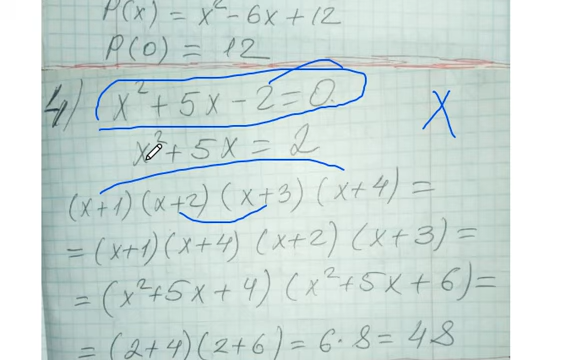 P(x) = x² - 6x + 12
P(0) = 12
4) x² + 5x - 2 = 0.
x² + 5x = 2
X
(x+1)(x+2)(x+3)(x+4) =
= (x+1)(x+4)(x+2)(x+3) =
= (x²+5x+4)(x²+5x+6) =
= (2+4)(2+6) = 6·8 = 48